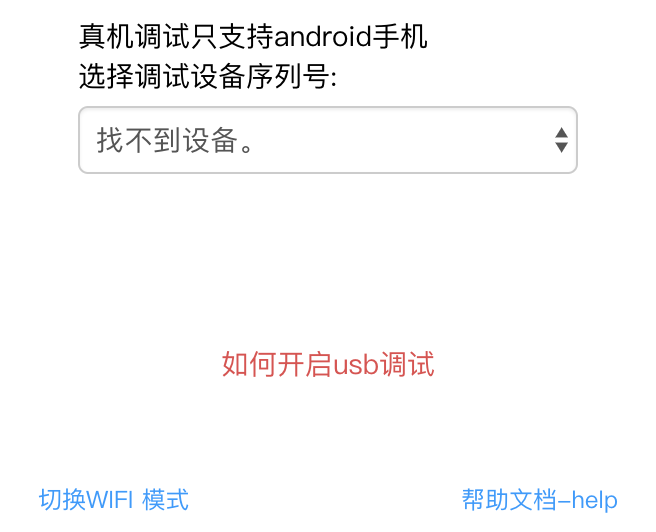 真机调试只支持android手机
选择调试设备序列号:
找不到设备。
如何开启usb调试
切换WIFI 模式
帮助文档-help